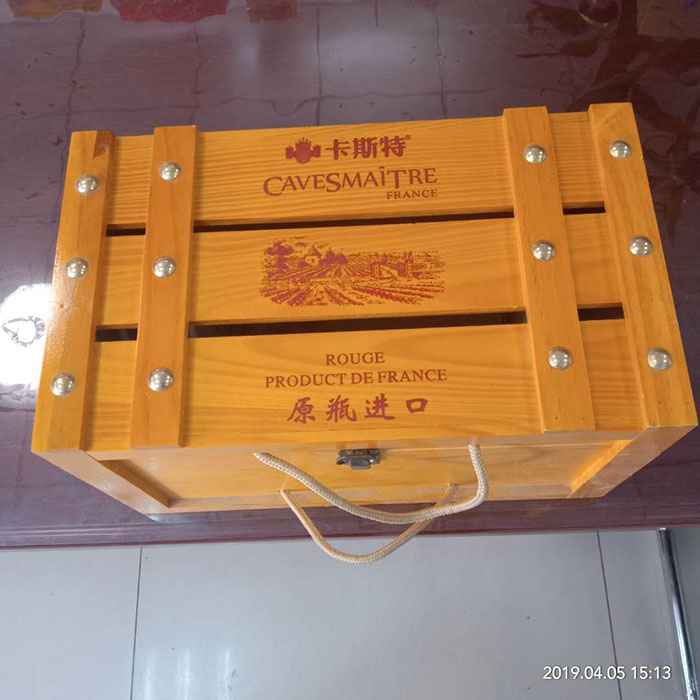 卡斯特®
CAVESMAÎTRE
FRANCE
ROUGE
PRODUCT DE FRANCE
原瓶进口
2019.04.05 15:13